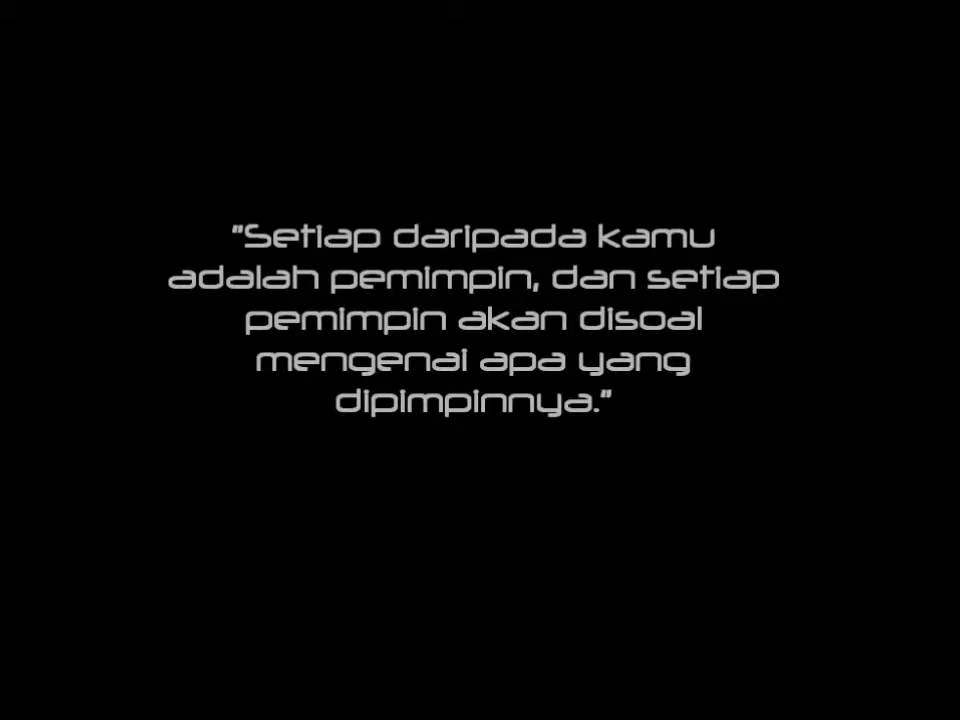 "Setiap daripada kamu
adalah pemimpin, dan setiap
pemimpin akan disoal
mengenai apa yang
dipimpinnya."